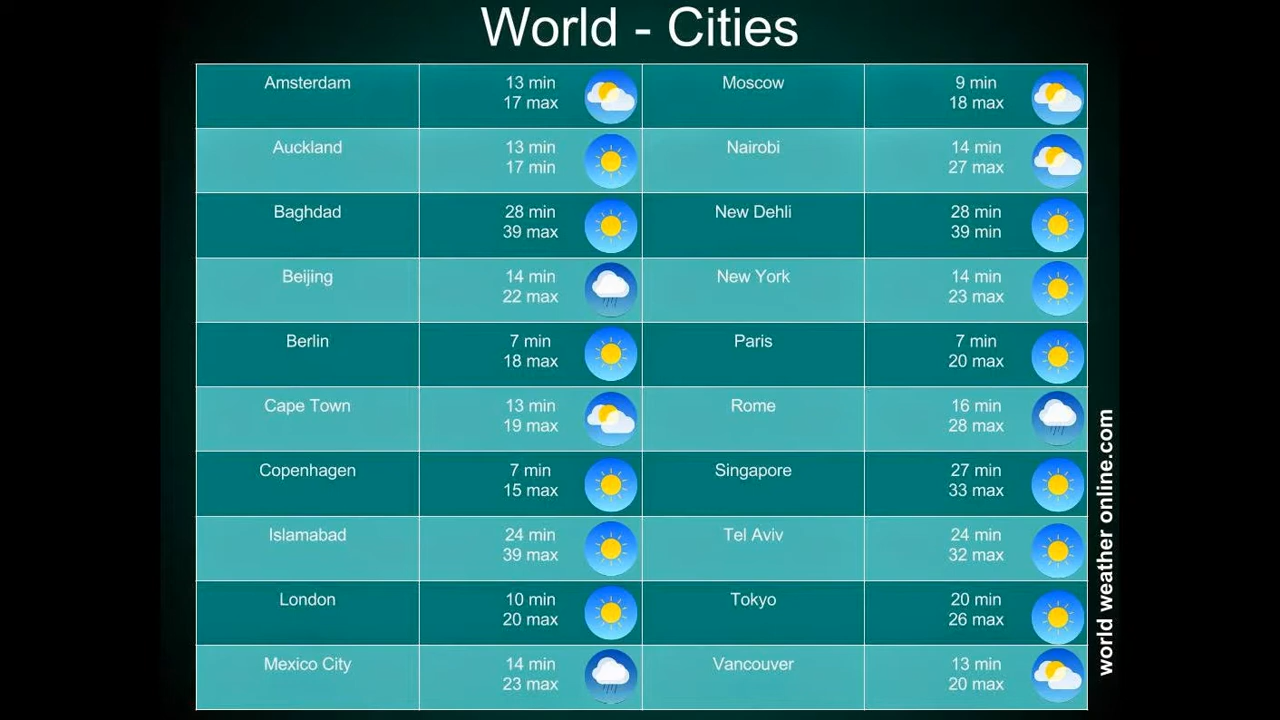 World - Cities
Amsterdam
13 min
17 max
Moscow
9 min
18 max
Auckland
13 min
17 min
Nairobi
14 min
27 max
Baghdad
28 min
39 max
New Dehli
28 min
39 min
Beijing
14 min
22 max
New York
14 min
23 max
Berlin
7 min
18 max
Paris
7 min
20 max
Cape Town
13 min
19 max
Rome
16 min
28 max
Copenhagen
7 min
15 max
Singapore
27 min
33 max
Islamabad
24 min
39 max
Tel Aviv
24 min
32 max
London
10 min
20 max
Tokyo
20 min
26 max
Mexico City
14 min
23 max
Vancouver
13 min
20 max
world weather online.com